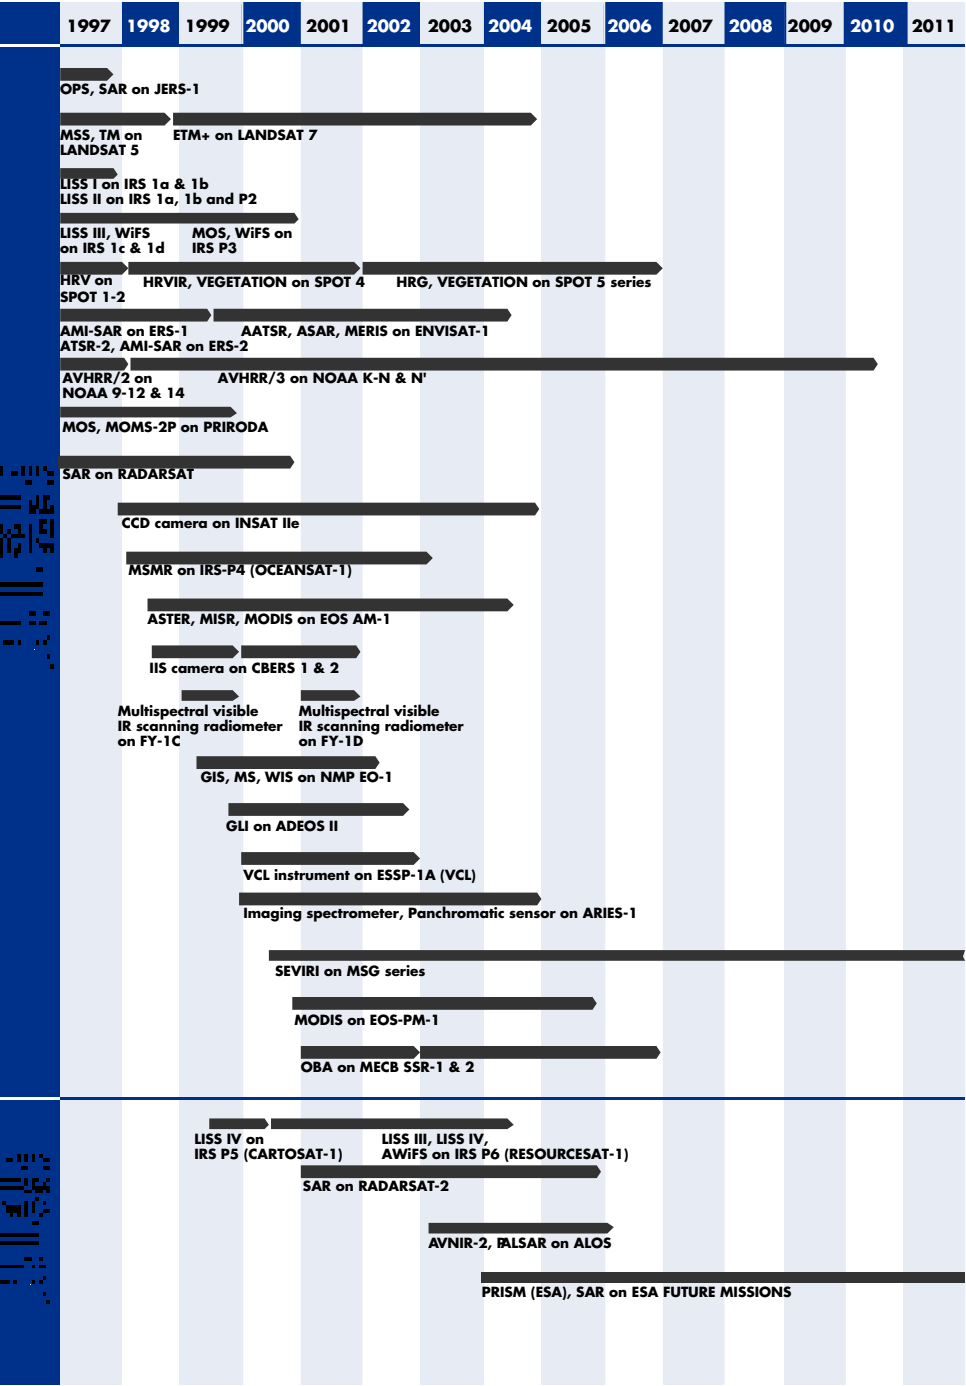 1997 1998 1999 2000 2001 2002 2003 2004 2005 2006 2007 2008 2009 2010 2011
OPS, SAR on JERS-1
MSS, TM on
LANDSAT 5
ETM+ on LANDSAT 7
LISS I on IRS 1a & 1b
LISS II on IRS 1a, 1b and P2
LISS III, WiFS
on IRS 1c & 1d
MOS, WiFS on
IRS P3
HRV on
SPOT 1-2
HRVIR, VEGETATION on SPOT 4
HRG, VEGETATION on SPOT 5 series
AMI-SAR on ERS-1
ATSR-2, AMI-SAR on ERS-2
AATSR, ASAR, MERIS on ENVISAT-1
AVHRR/2 on
NOAA 9-12 & 14
AVHRR/3 on NOAA K-N & N'
MOS, MOMS-2P on PRIRODA
SAR on RADARSAT
CCD camera on INSAT IIe
MSMR on IRS-P4 (OCEANSAT-1)
ASTER, MISR, MODIS on EOS AM-1
IIS camera on CBERS 1 & 2
Multispectral visible
IR scanning radiometer
on FY-1C
Multispectral visible
IR scanning radiometer
on FY-1D
GIS, MS, WIS on NMP EO-1
GLI on ADEOS II
VCL instrument on ESSP-1A (VCL)
Imaging spectrometer, Panchromatic sensor on ARIES-1
SEVIRI on MSG series
MODIS on EOS-PM-1
OBA on MECB SSR-1 & 2
LISS IV on
IRS P5 (CARTOSAT-1)
LISS III, LISS IV,
AWiFS on IRS P6 (RESOURCESAT-1)
SAR on RADARSAT-2
AVNIR-2, PALSAR on ALOS
PRISM (ESA), SAR on ESA FUTURE MISSIONS